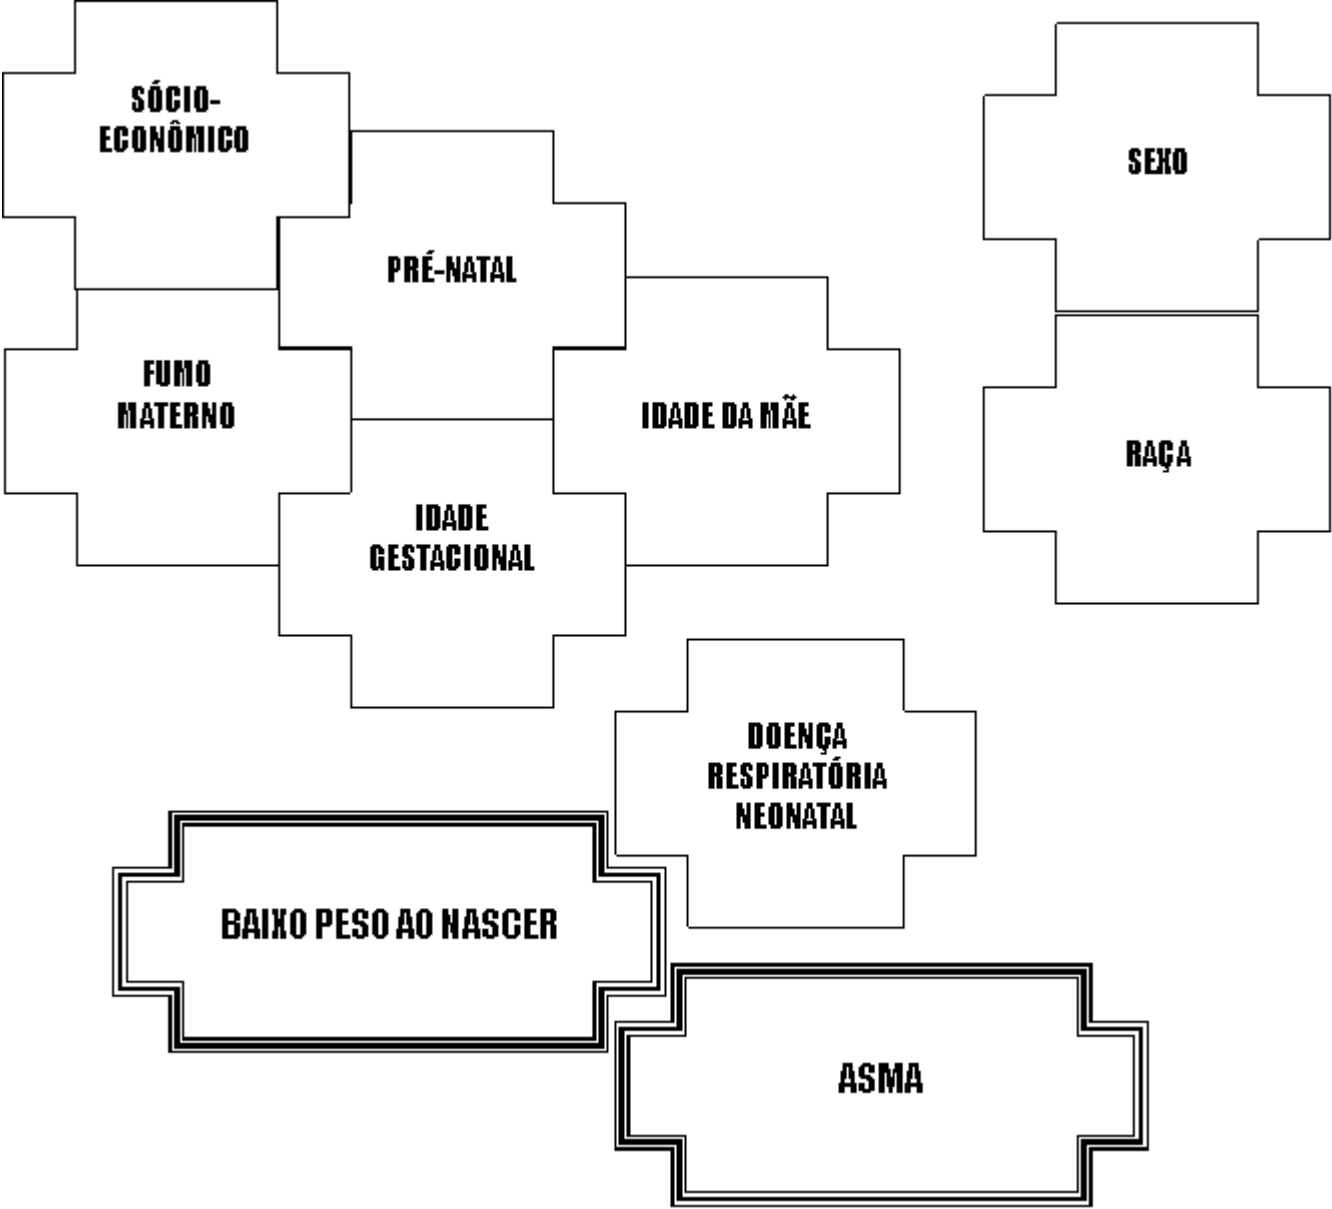 SÓCIO-
ECONÔMICO
PRÉ-NATAL
SEXO
FUMO
MATERNO
IDADE DA MÃE
RAÇA
IDADE
GESTACIONAL
DOENÇA
RESPIRATÓRIA
NEONATAL
BAIXO PESO AO NASCER
ASMA